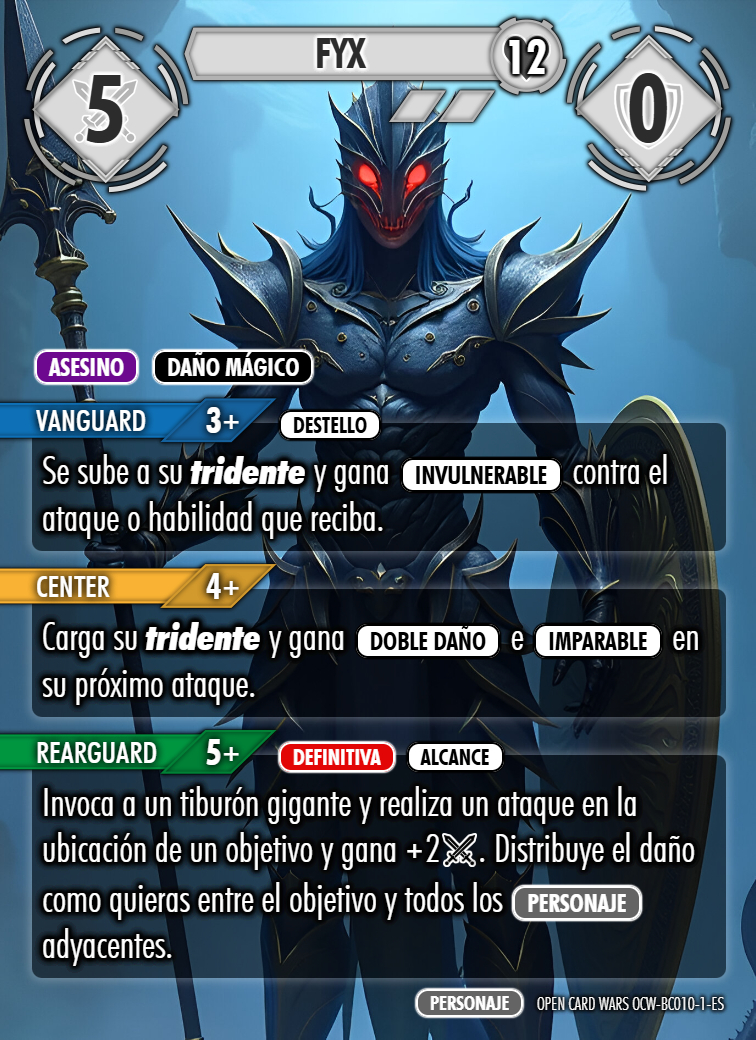 FYX
12
5
0
ASESINO DAÑO MÁGICO
VANGUARD 3+ DESTELLO
Se sube a su tridente y gana INVULNERABLE contra el
ataque o habilidad que reciba.
CENTER 4+
Carga su tridente y gana DOBLE DAÑO e IMPARABLE en
su próximo ataque.
REARGUARD 5+ DEFINITIVA ALCANCE
Invoca a un tiburón gigante y realiza un ataque en la
ubicación de un objetivo y gana +2. Distribuye el daño
como quieras entre el objetivo y todos los PERSONAJE
adyacentes.
PERSONAJE OPEN CARD WARS OCW-BC010-1-ES